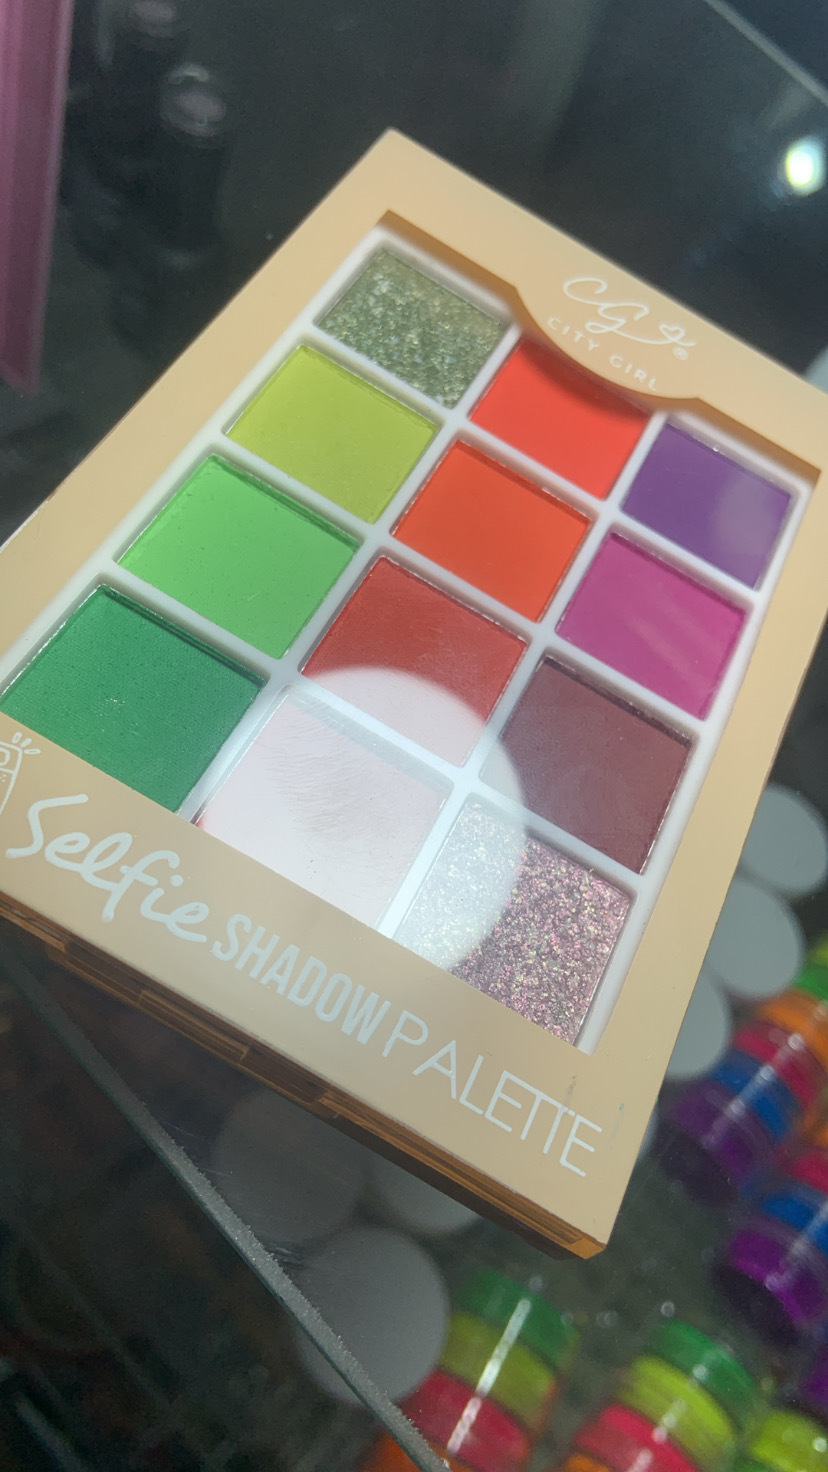 CG
®
CITY GIRL
Selfie SHADOW PALETTE